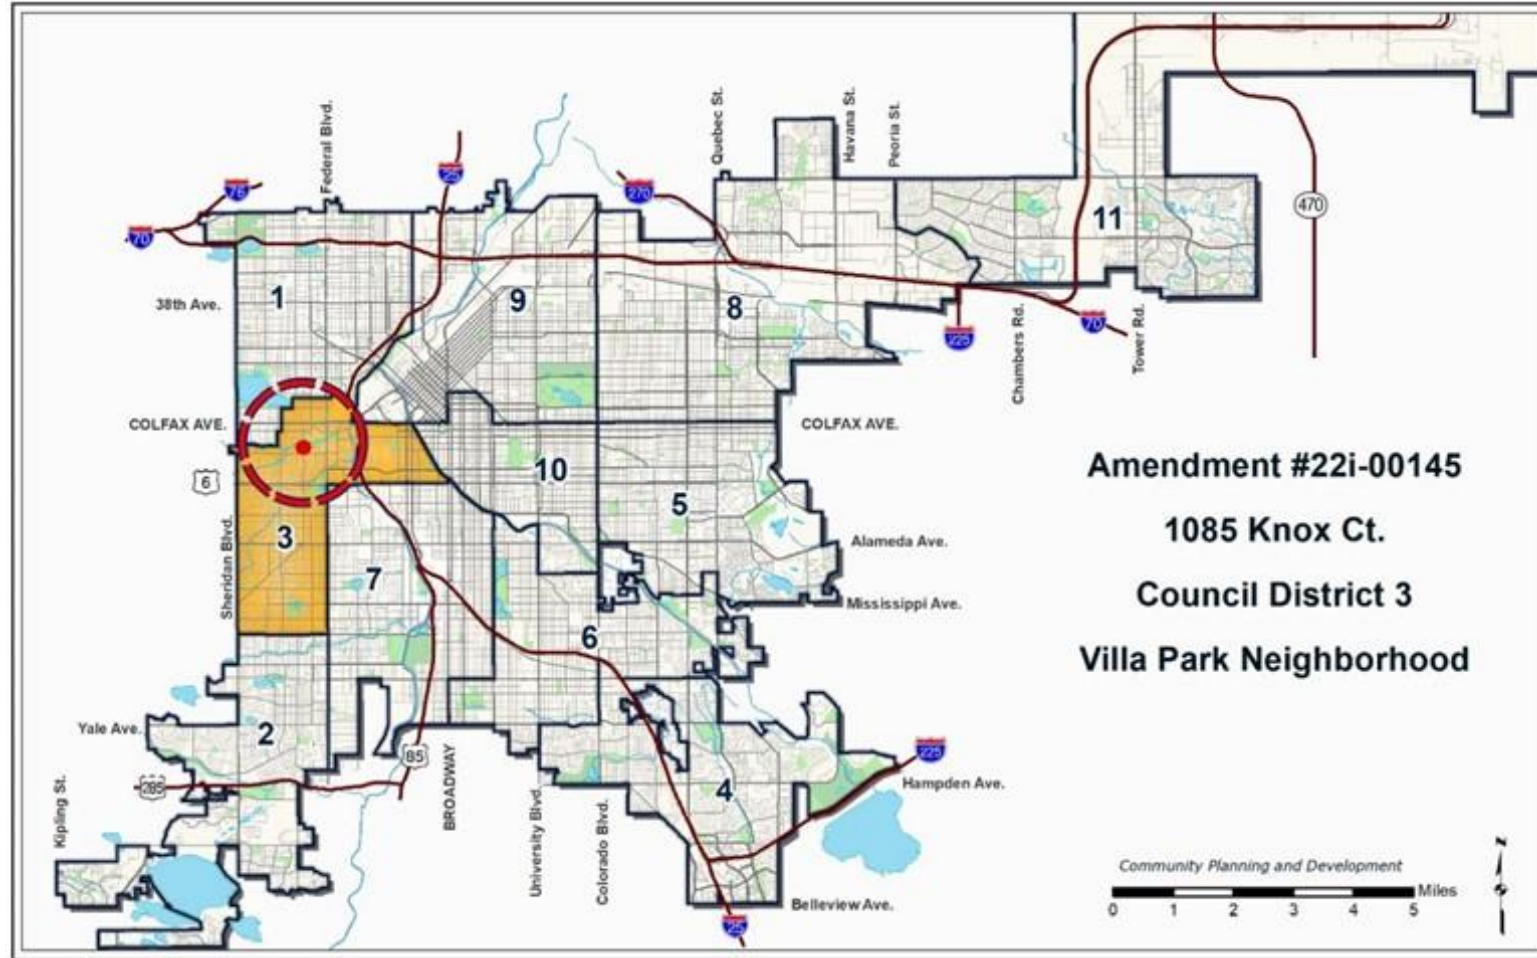 Federal Blvd.
Quebec St.
Havana St.
Peoria St.
76
25
270
70
470
11
1
9
8
38th Ave.
225
Chambers Rd.
70
Tower Rd.
COLFAX AVE.
COLFAX AVE.
6
10
5
3
Sheridan Blvd.
7
Alameda Ave.
Mississippi Ave.
6
Amendment #22i-00145
1085 Knox Ct.
Council District 3
Villa Park Neighborhood
Yale Ave.
2
85
285
BROADWAY
Kipling St.
University Blvd.
Colorado Blvd.
4
225
Hampden Ave.
Belleview Ave.
25
Community Planning and Development
Miles
0 1 2 3 4 5
N